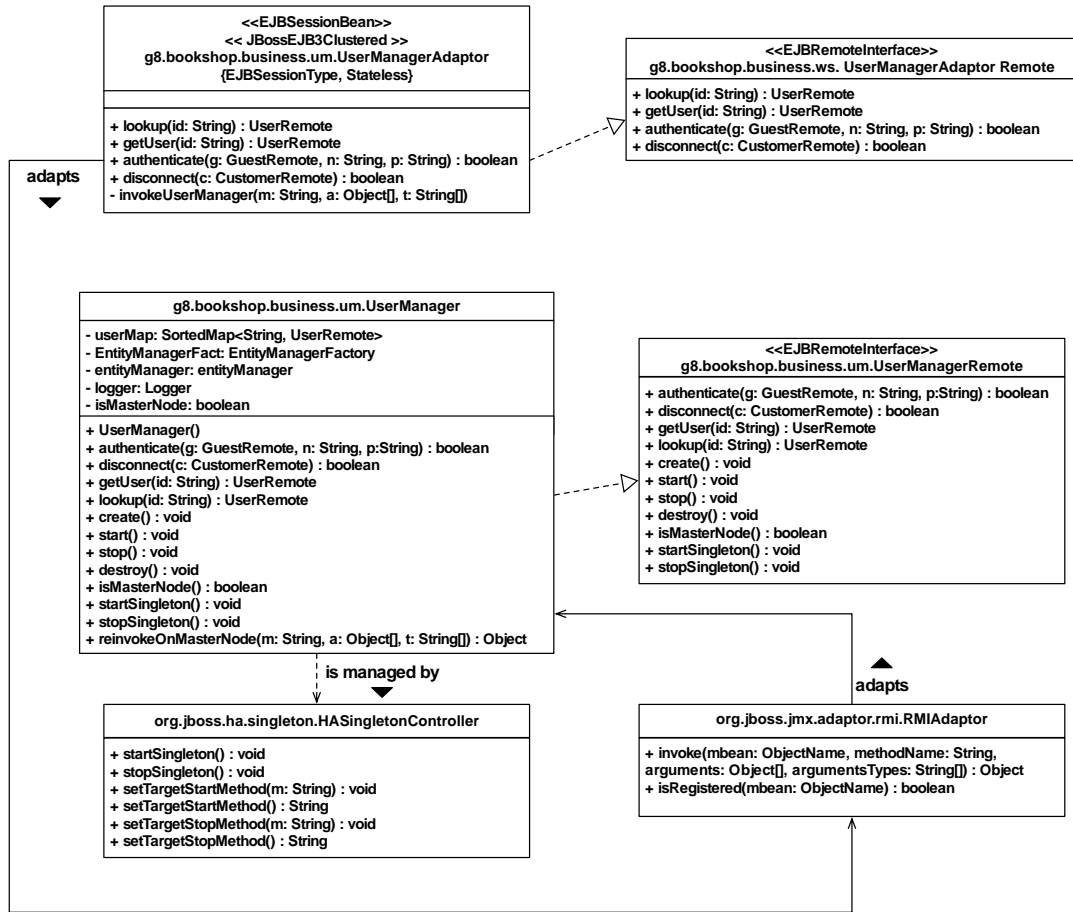 <<EJBSessionBean>>
<< JBossEJB3Clustered >>
g8.bookshop.business.um.UserManagerAdaptor
{EJBSessionType, Stateless}
+ lookup(id: String) : UserRemote
+ getUser(id: String) : UserRemote
+ authenticate(g: GuestRemote, n: String, p: String) : boolean
+ disconnect(c: CustomerRemote) : boolean
- invokeUserManager(m: String, a: Object[], t: String[])
<<EJBRemoteInterface>>
g8.bookshop.business.ws. UserManagerAdaptor Remote
+ lookup(id: String) : UserRemote
+ getUser(id: String) : UserRemote
+ authenticate(g: GuestRemote, n: String, p: String) : boolean
+ disconnect(c: CustomerRemote) : boolean
adapts
g8.bookshop.business.um.UserManager
- userMap: SortedMap<String, UserRemote>
- EntityManagerFact: EntityManagerFactory
- entityManager: entityManager
- logger: Logger
- isMasterNode: boolean
+ UserManager()
+ authenticate(g: GuestRemote, n: String, p:String) : boolean
+ disconnect(c: CustomerRemote) : boolean
+ getUser(id: String) : UserRemote
+ lookup(id: String) : UserRemote
+ create() : void
+ start() : void
+ stop() : void
+ destroy() : void
+ isMasterNode() : boolean
+ startSingleton() : void
+ stopSingleton() : void
+ reinvokeOnMasterNode(m: String, a: Object[], t: String[]) : Object
<<EJBRemoteInterface>>
g8.bookshop.business.um.UserManagerRemote
+ authenticate(g: GuestRemote, n: String, p:String) : boolean
+ disconnect(c: CustomerRemote) : boolean
+ getUser(id: String) : UserRemote
+ lookup(id: String) : UserRemote
+ create() : void
+ start() : void
+ stop() : void
+ destroy() : void
+ isMasterNode() : boolean
+ startSingleton() : void
+ stopSingleton() : void
is managed by
adapts
org.jboss.ha.singleton.HASingletonController
+ startSingleton() : void
+ stopSingleton() : void
+ setTargetStartMethod(m: String) : void
+ setTargetStartMethod() : String
+ setTargetStopMethod(m: String) : void
+ setTargetStopMethod() : String
org.jboss.jmx.adaptor.rmi.RMIAdaptor
+ invoke(mbean: ObjectName, methodName: String,
arguments: Object[], argumentsTypes: String[]) : Object
+ isRegistered(mbean: ObjectName) : boolean